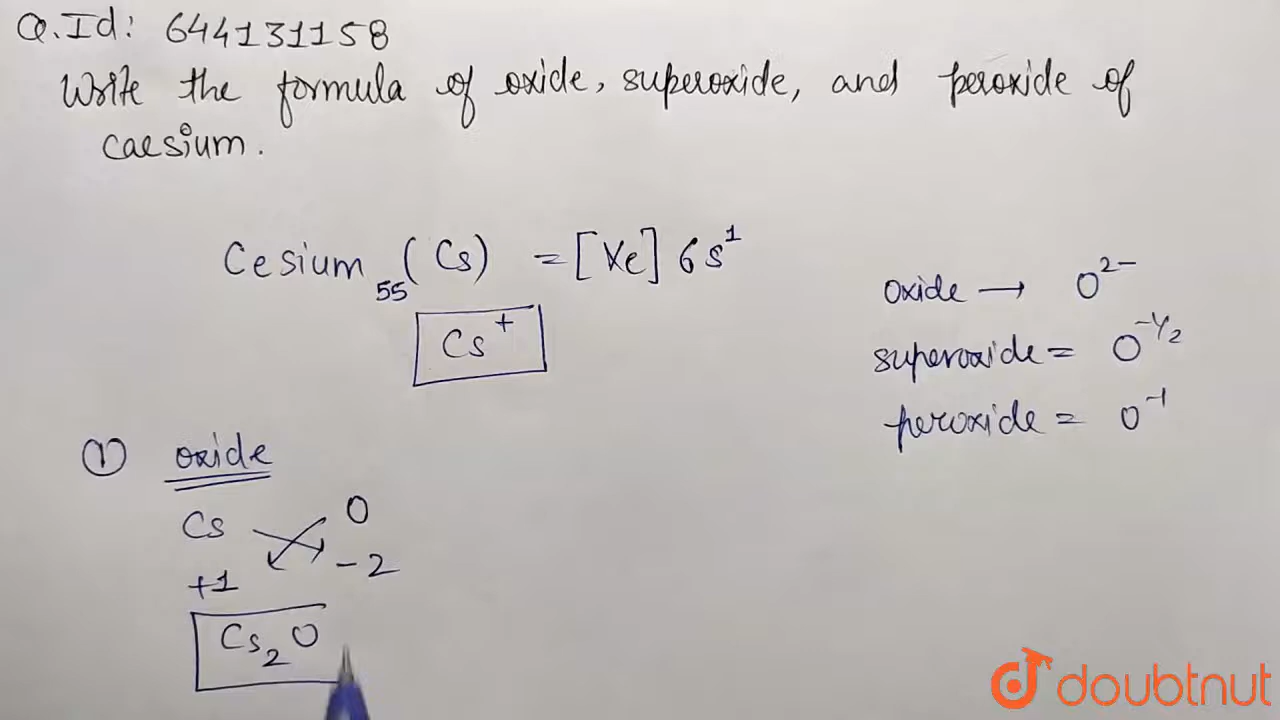 Q.Id: 644131158
Write the formula of oxide, superoxide, and peroxide of
caesium.
Cesium ₅₅(Cs) = [Xe] 6s¹
Cs⁺
oxide → O²⁻
superoxide = O⁻¹/²
peroxide = O⁻¹
① oxide
Cs O
+1 -2
Cs₂O
doubtnut